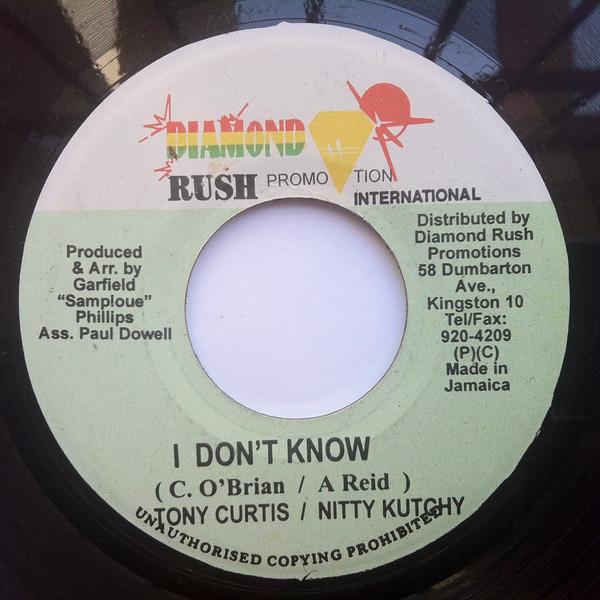 DIAMOND
RUSH PROMO TION
INTERNATIONAL
Produced
& Arr. by
Garfield
“Samploue”
Phillips
Ass. Paul Dowell
Distributed by
Diamond Rush
Promotions
58 Dumbarton
Ave.,
Kingston 10
Tel/Fax:
920-4209
(P)(C)
Made in
Jamaica
I DON'T KNOW
( C. O'Brian / A Reid )
TONY CURTIS / NITTY KUTCHY
UNAUTHORISED COPYING PROHIBITED